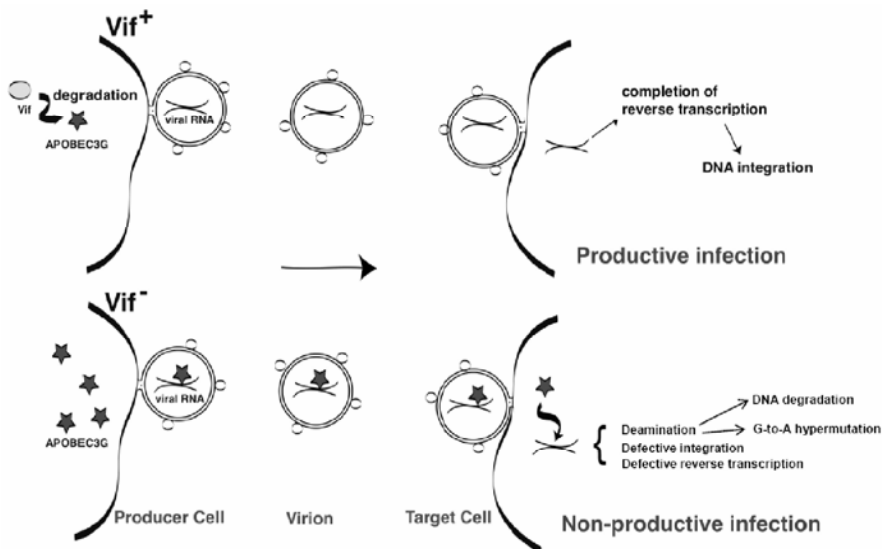 Vif+
Vif
degradation
APOBEC3G
viral RNA
completion of
reverse transcription
DNA integration
Productive infection
Vif-
APOBEC3G
viral RNA
Deamination
Defective integration
Defective reverse transcription
DNA degradation
G-to-A hypermutation
Producer Cell
Virion
Target Cell
Non-productive infection